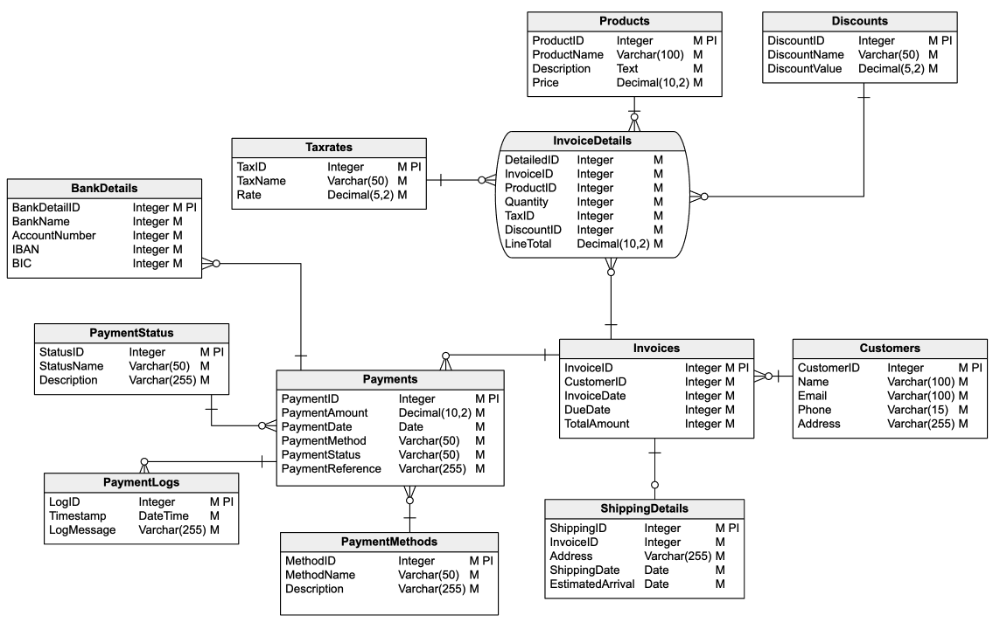 Products
ProductID Integer M PI
ProductName Varchar(100) M
Description Text M
Price Decimal(10,2) M
Discounts
DiscountID Integer M PI
DiscountName Varchar(50) M
DiscountValue Decimal(5,2) M
InvoiceDetails
DetailedID Integer M
InvoiceID Integer M
ProductID Integer M
Quantity Integer M
TaxID Integer M
DiscountID Integer M
LineTotal Decimal(10,2) M
Taxrates
TaxID Integer M PI
TaxName Varchar(50) M
Rate Decimal(5,2) M
BankDetails
BankDetailID Integer M PI
BankName Integer M
AccountNumber Integer M
IBAN Integer M
BIC Integer M
PaymentStatus
StatusID Integer M PI
StatusName Varchar(50) M
Description Varchar(255) M
Payments
PaymentID Integer M PI
PaymentAmount Decimal(10,2) M
PaymentDate Date M
PaymentMethod Varchar(50) M
PaymentStatus Varchar(50) M
PaymentReference Varchar(255) M
Invoices
InvoiceID Integer M PI
CustomerID Integer M
InvoiceDate Integer M
DueDate Integer M
TotalAmount Integer M
Customers
CustomerID Integer M PI
Name Varchar(100) M
Email Varchar(100) M
Phone Varchar(15) M
Address Varchar(255) M
PaymentLogs
LogID Integer M PI
Timestamp DateTime M
LogMessage Varchar(255) M
PaymentMethods
MethodID Integer M PI
MethodName Varchar(50) M
Description Varchar(255) M
ShippingDetails
ShippingID Integer M PI
InvoiceID Integer M
Address Varchar(255) M
ShippingDate Date M
EstimatedArrival Date M